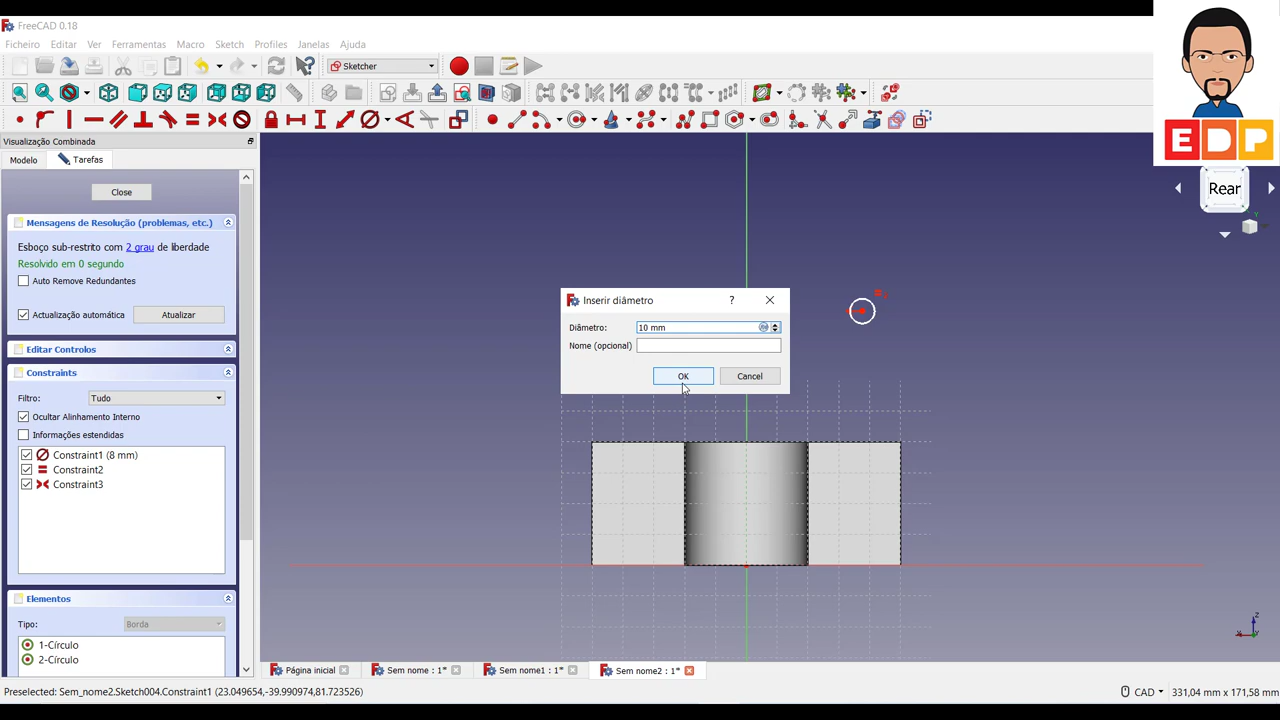 FreeCAD 0.18
Ficheiro Editar Ver Ferramentas Macro Sketch Profiles Janelas Ajuda
Sketcher
EDP
Visualização Combinada
Modelo Tarefas
Close
Mensagens de Resolução (problemas, etc.)
Esboço sub-restrito com 2 grau de liberdade
Resolvido em 0 segundo
Auto Remove Redundantes
Actualização automática Atualizar
Editar Controlos
Constraints
Filtro: Tudo
Ocultar Alinhamento Interno
Informações estendidas
Constraint1 (8 mm)
Constraint2
Constraint3
Elementos
Tipo: Borda
1-Círculo
2-Círculo
Inserir diâmetro ?
Diâmetro: 10 mm
Nome (opcional)
OK Cancel
Rear
Página inicial Sem nome : 1* Sem nome1 : 1* Sem nome2 : 1*
Preselected: Sem_nome2.Sketch004.Constraint1 (23.049654,-39.990974,81.723526) CAD 331,04 mm x 171,58 mm